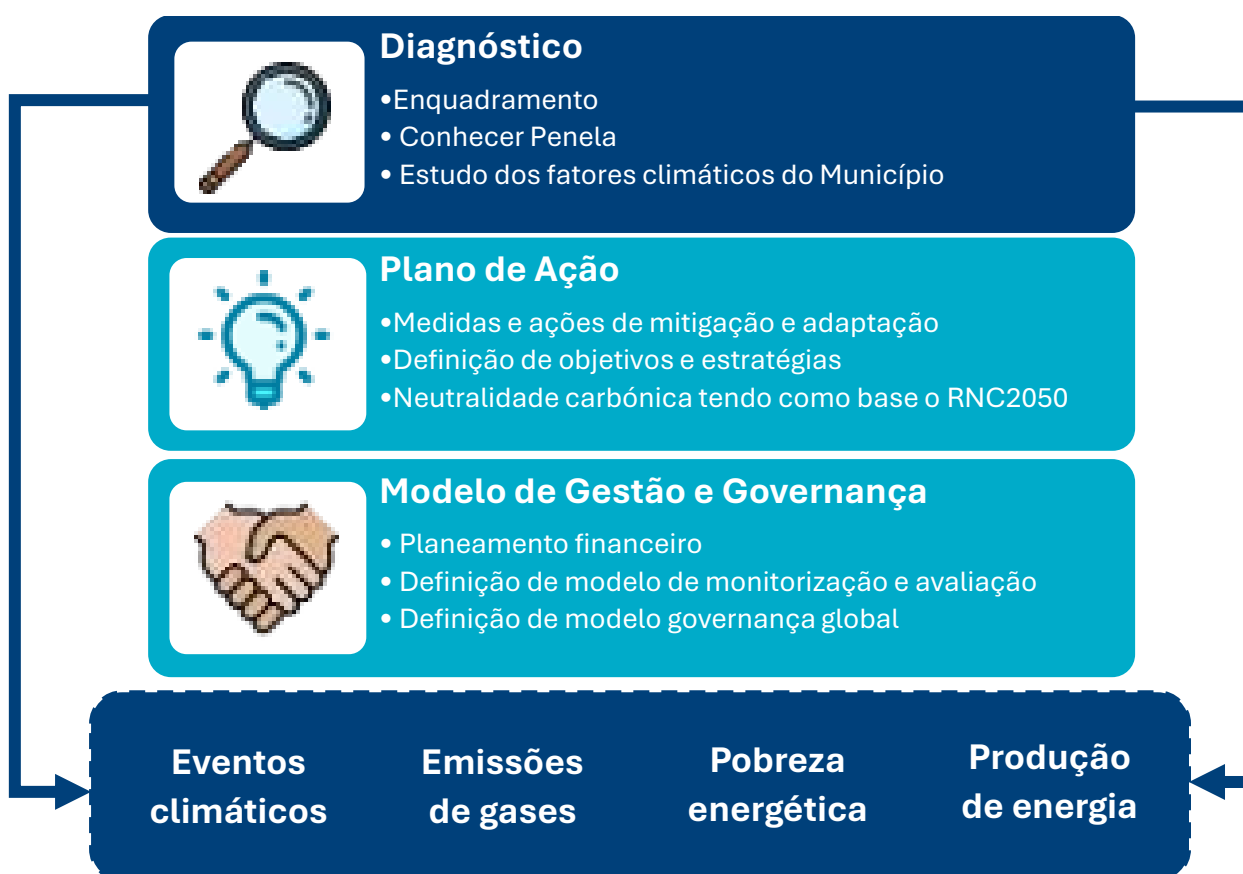 Diagnóstico
•Enquadramento
• Conhecer Penela
• Estudo dos fatores climáticos do Município
Plano de Ação
•Medidas e ações de mitigação e adaptação
•Definição de objetivos e estratégias
•Neutralidade carbónica tendo como base o RNC2050
Modelo de Gestão e Governança
• Planeamento financeiro
• Definição de modelo de monitorização e avaliação
• Definição de modelo governança global
Eventos
climáticos
Emissões
de gases
Pobreza
energética
Produção
de energia